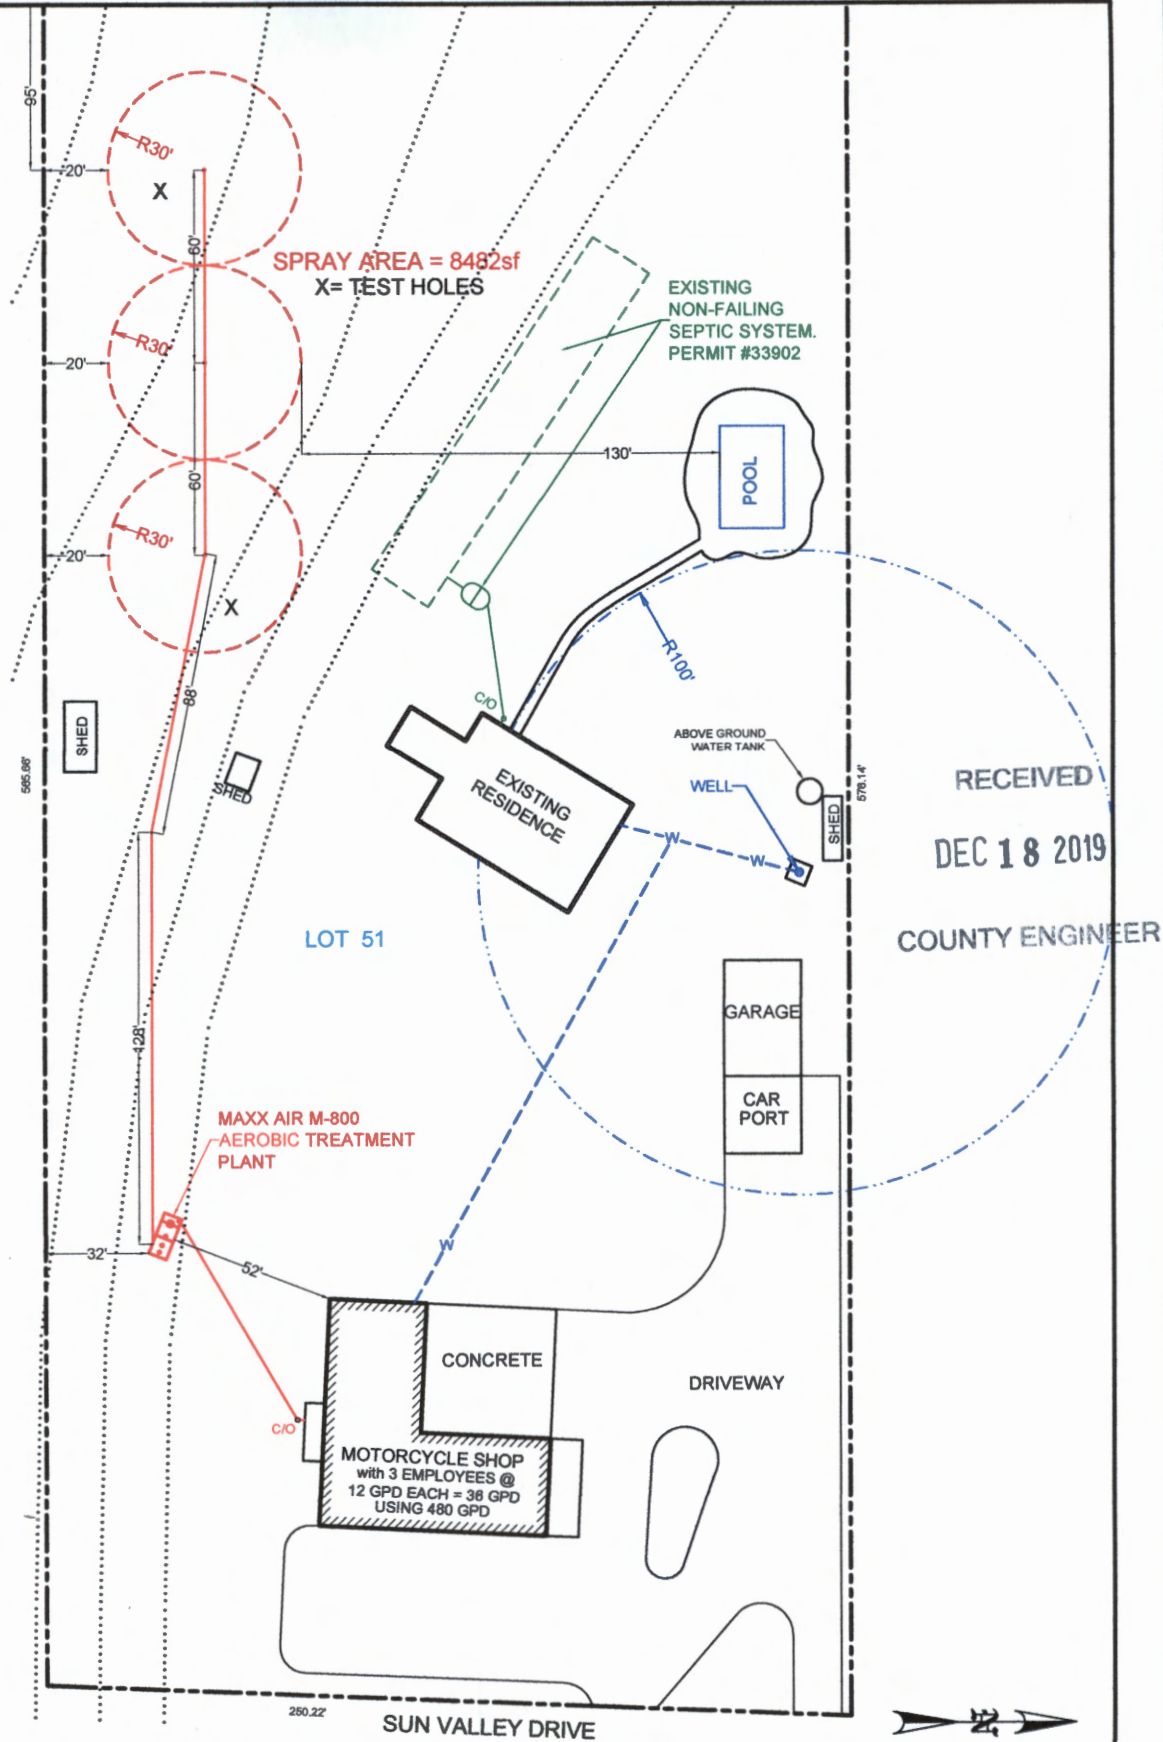 95'
R30'
20'
X
60'
SPRAY AREA = 8482sf
X= TEST HOLES
EXISTING
NON-FAILING
SEPTIC SYSTEM.
PERMIT #33902
R30'
20'
130'
POOL
60'
R30'
20'
X
R100'
88'
C/O
SHED
SHED
585.66'
EXISTING
RESIDENCE
ABOVE GROUND
WATER TANK
WELL
SHED
578.14'
W
W
RECEIVED
DEC 18 2019
COUNTY ENGINEER
LOT 51
GARAGE
CAR
PORT
128'
MAXX AIR M-800
AEROBIC TREATMENT
PLANT
32'
52'
W
CONCRETE
DRIVEWAY
C/O
MOTORCYCLE SHOP
with 3 EMPLOYEES @
12 GPD EACH = 36 GPD
USING 480 GPD
250.22'
SUN VALLEY DRIVE
N